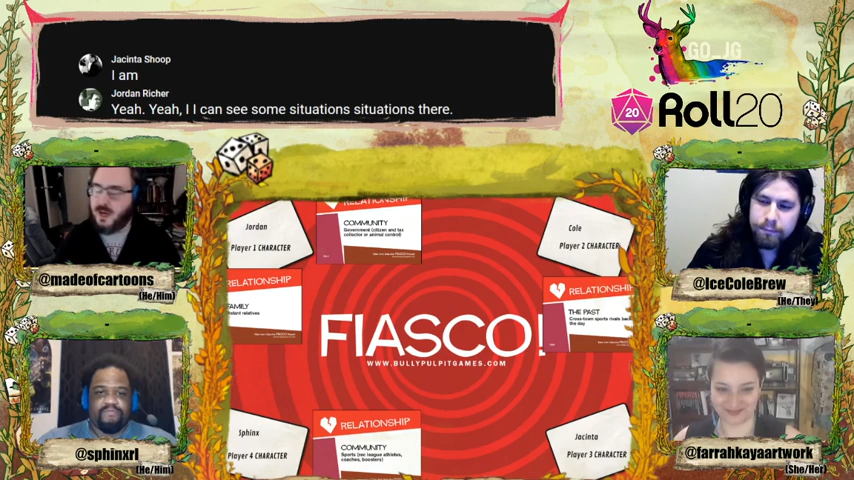 Jacinta Shoop
I am
Jordan Richer
Yeah. Yeah, I I can see some situations situations there.
GO_JG
20
Roll20
@madeofcartoons
(He/Him)
@IceColeBrew
(He/They)
@sphinxrl
(He/Him)
@farrahkayaartwork
(She/Her)
Jordan
Player 1 CHARACTER
RELATIONSHIP
COMMUNITY
Government (citizen and tax
collector or animal control)
Cole
Player 2 CHARACTER
RELATIONSHIP
FAMILY
distant relatives
RELATIONSHIP
THE PAST
Cross-team sports rivals back
the day
FIASCO!
WWW.BULLYPULPITGAMES.COM
Sphinx
Player 4 CHARACTER
RELATIONSHIP
COMMUNITY
Sports (rec league athletes,
coaches, boosters)
Jacinta
Player 3 CHARACTER